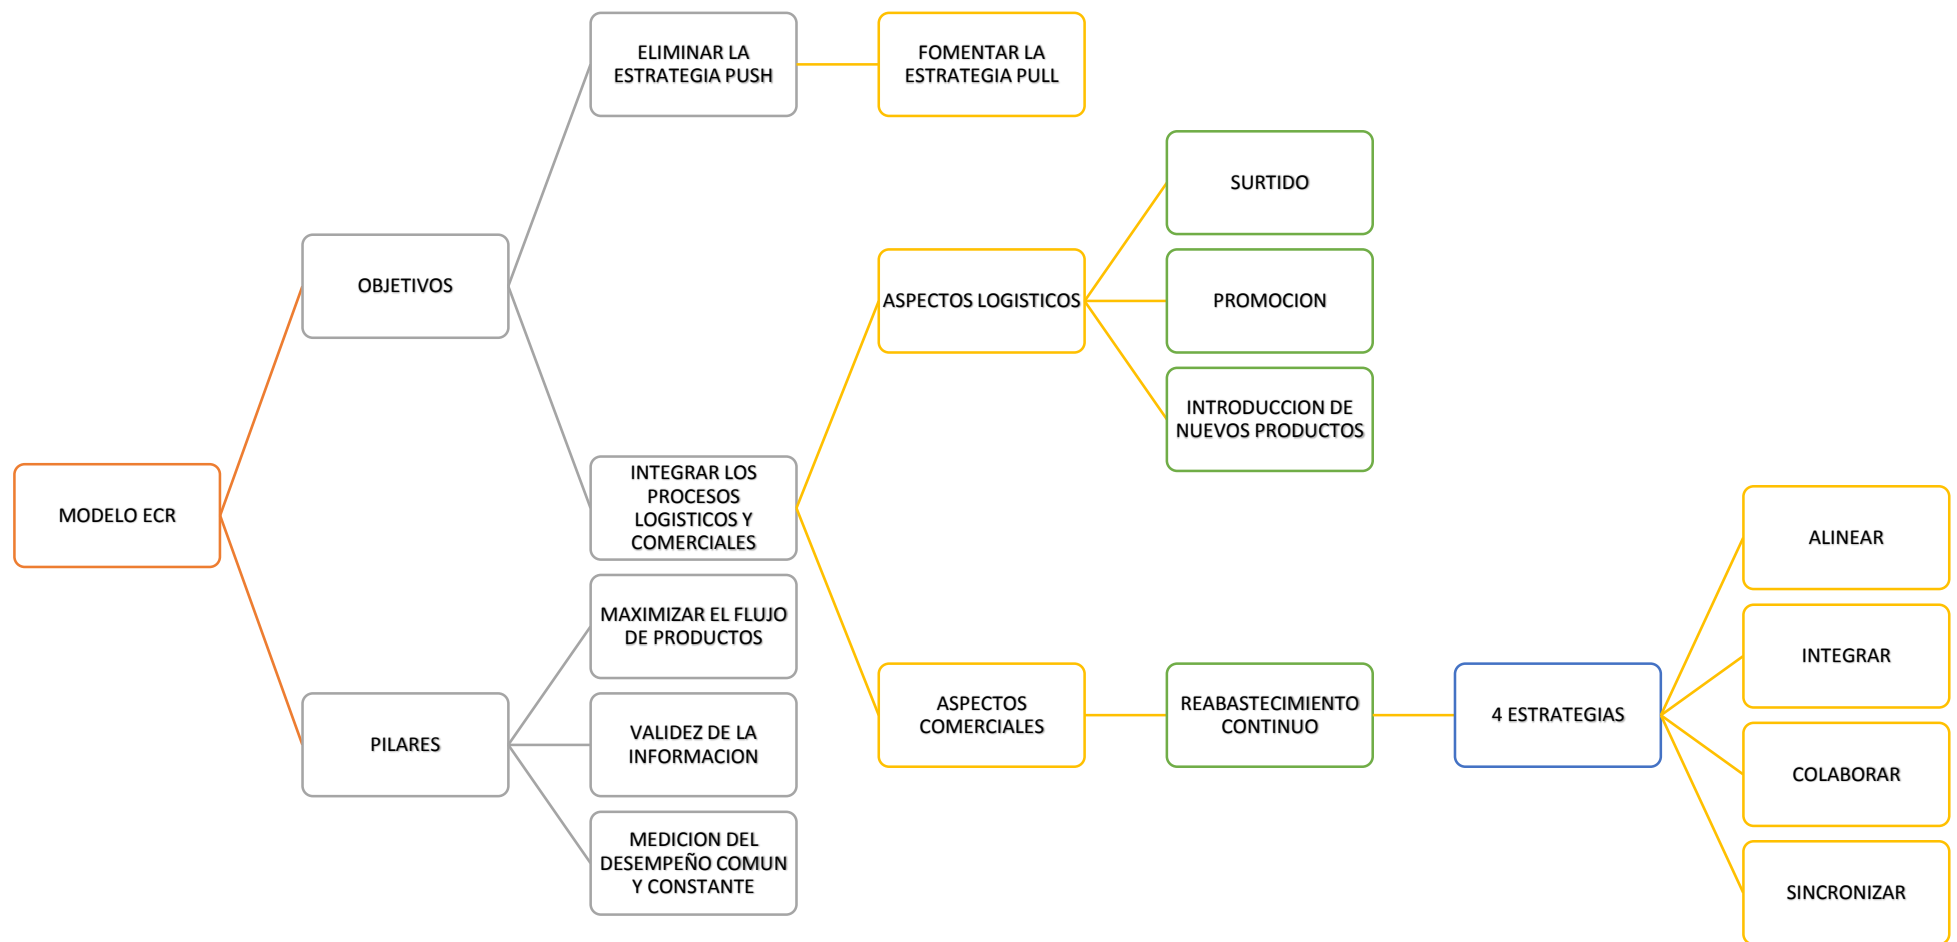 MODELO ECR
OBJETIVOS
ELIMINAR LA
ESTRATEGIA PUSH
FOMENTAR LA
ESTRATEGIA PULL
INTEGRAR LOS
PROCESOS
LOGISTICOS Y
COMERCIALES
ASPECTOS LOGISTICOS
SURTIDO
PROMOCION
INTRODUCCION DE
NUEVOS PRODUCTOS
ASPECTOS
COMERCIALES
REABASTECIMIENTO
CONTINUO
4 ESTRATEGIAS
ALINEAR
INTEGRAR
COLABORAR
SINCRONIZAR
PILARES
MAXIMIZAR EL FLUJO
DE PRODUCTOS
VALIDEZ DE LA
INFORMACION
MEDICION DEL
DESEMPEÑO COMUN
Y CONSTANTE